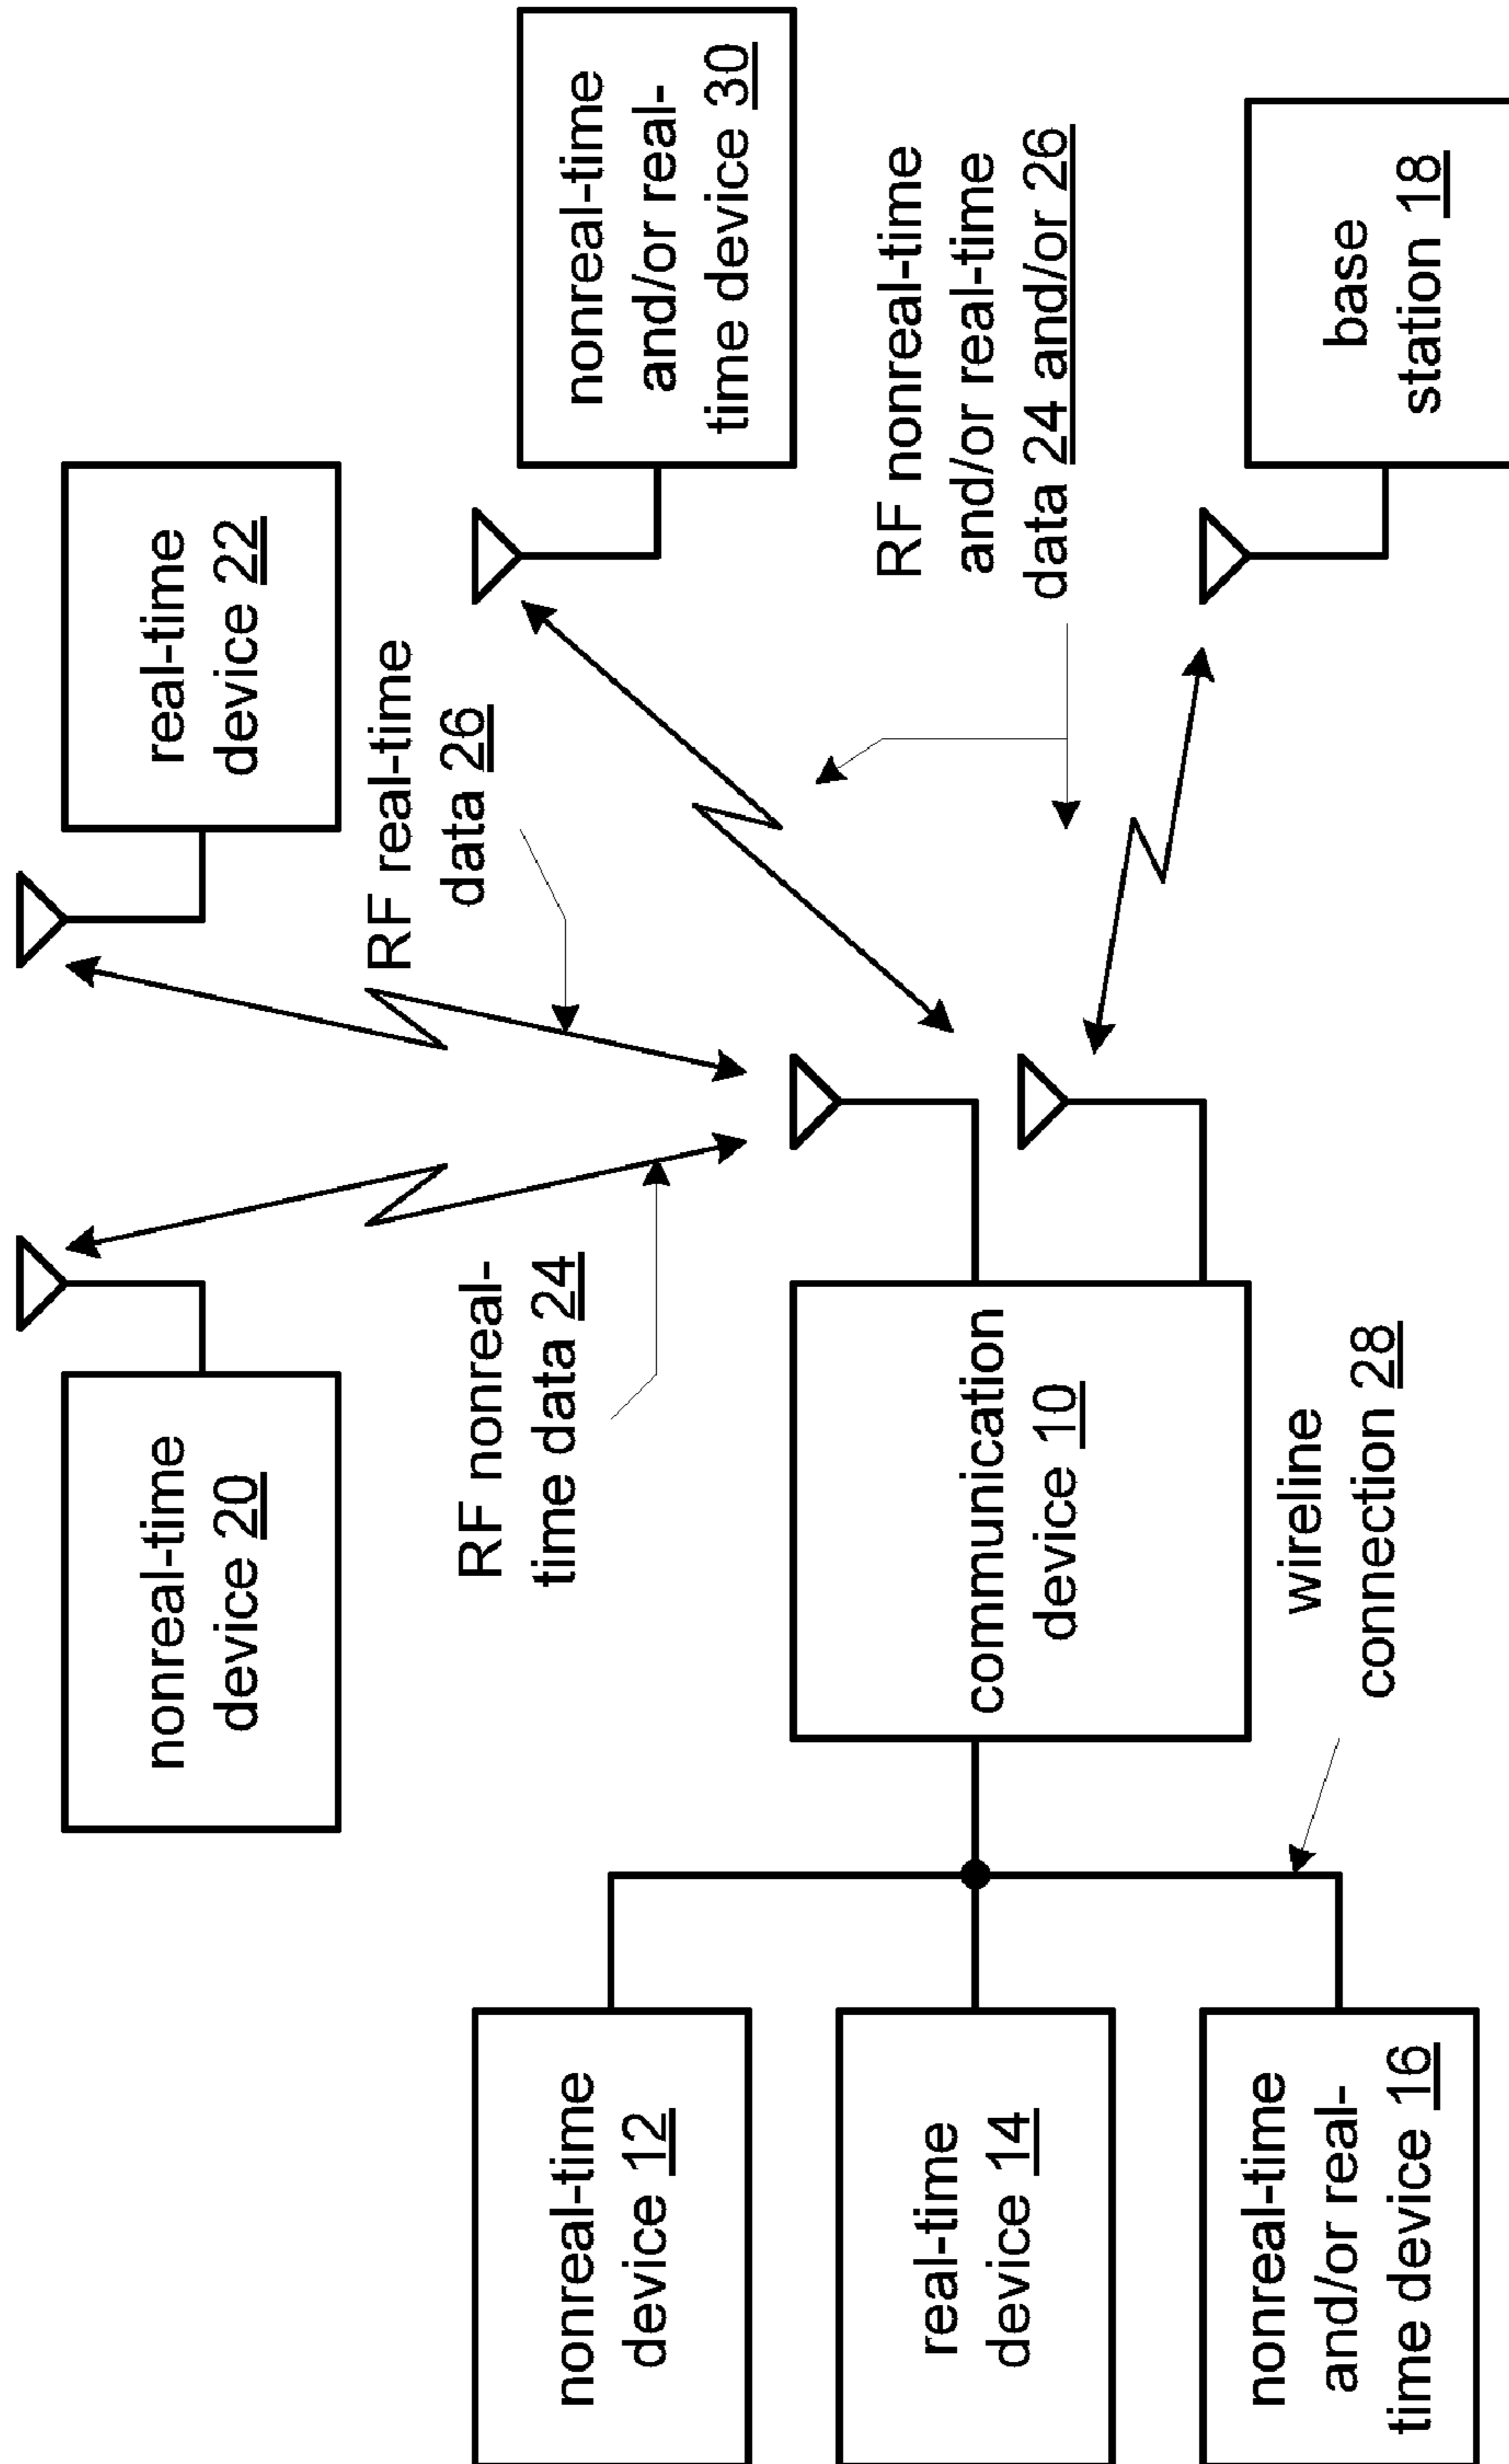 nonreal-time
device 20
real-time
device 22
RF real-time
data 26
RF nonreal-
time data 24
nonreal-time
and/or real-
time device 30
nonreal-time
device 12
real-time
device 14
nonreal-time
and/or real-
time device 16
communication
device 10
wireline
connection 28
RF nonreal-time
and/or real-time
data 24 and/or 26
base
station 18